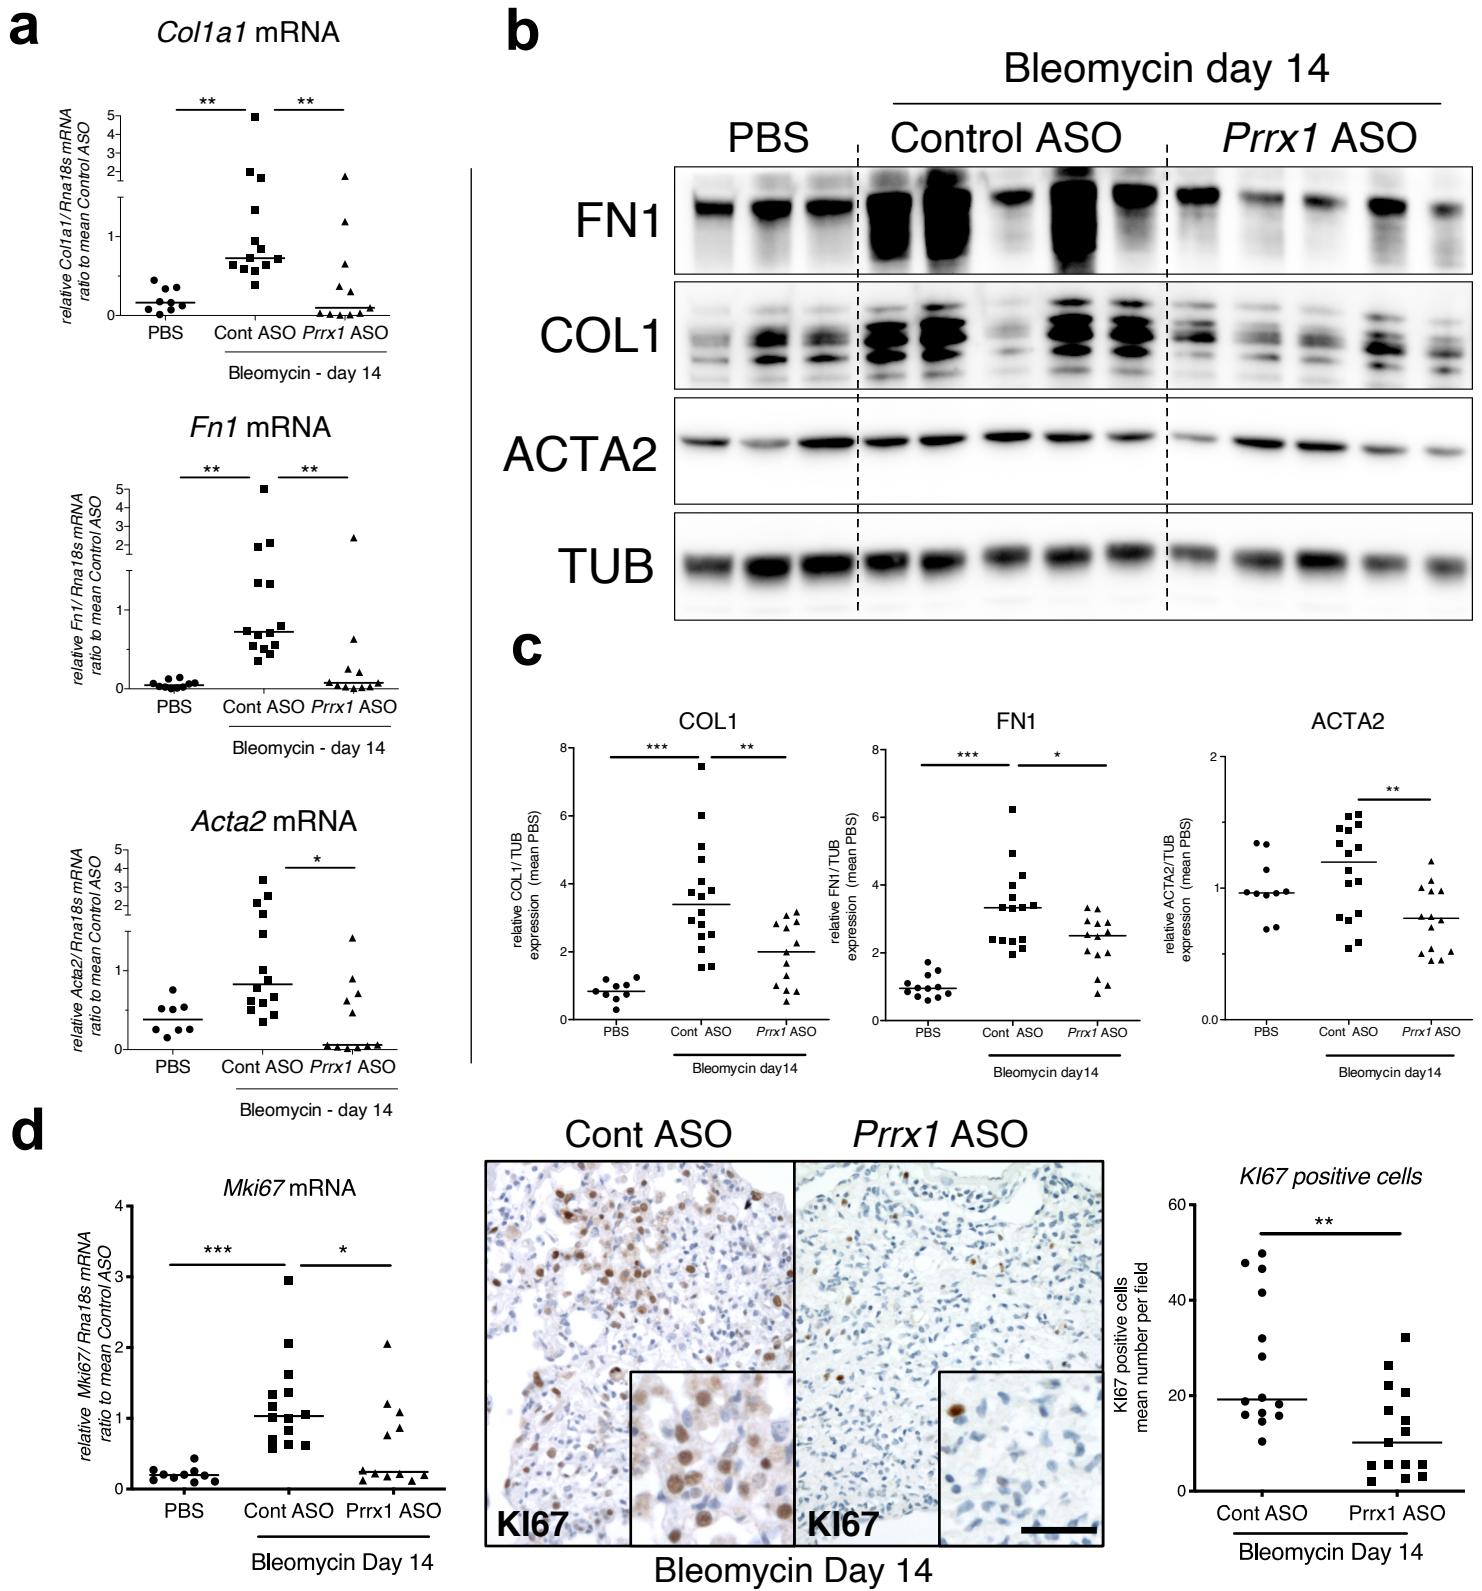 a
Col1a1 mRNA
relative Col1a1/ Rna18s mRNA
ratio to mean Control ASO
** **
5
4
3
2
1
0
PBS Cont ASO Prrx1 ASO
Bleomycin - day 14
Fn1 mRNA
relative Fn1/ Rna18s mRNA
ratio to mean Control ASO
** **
5
4
3
2
1
0
PBS Cont ASO Prrx1 ASO
Bleomycin - day 14
Acta2 mRNA
relative Acta2/ Rna18s mRNA
ratio to mean Control ASO
*
5
4
3
2
1
0
PBS Cont ASO Prrx1 ASO
Bleomycin - day 14
b
Bleomycin day 14
PBS Control ASO Prrx1 ASO
FN1
COL1
ACTA2
TUB
c
COL1
relative COL1/ TUB
expression (mean PBS)
*** **
8
6
4
2
0
PBS Cont ASO Prrx1 ASO
Bleomycin day14
FN1
relative FN1/ TUB
expression (mean PBS)
*** *
8
6
4
2
0
PBS Cont ASO Prrx1 ASO
Bleomycin day14
ACTA2
relative ACTA2/ TUB
expression (mean PBS)
**
2
1
0.0
PBS Cont ASO Prrx1 ASO
Bleomycin day14
d
Mki67 mRNA
relative Mki67/ Rna18s mRNA
ratio to mean Control ASO
*** *
4
3
2
1
0
PBS Cont ASO Prrx1 ASO
Bleomycin Day 14
Cont ASO Prrx1 ASO
KI67 KI67
Bleomycin Day 14
KI67 positive cells
KI67 positive cells
mean number per field
**
60
40
20
0
Cont ASO Prrx1 ASO
Bleomycin Day 14